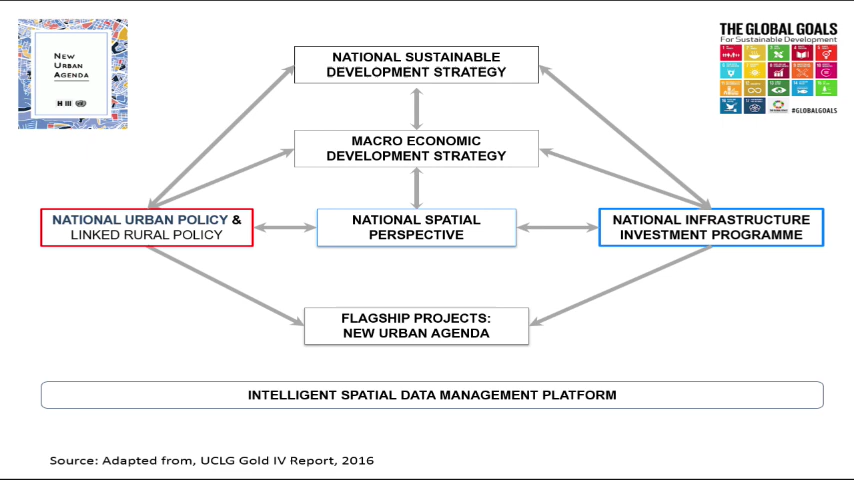 NEW
URBAN
AGENDA
THE GLOBAL GOALS
For Sustainable Development
#GLOBALGOALS
NATIONAL SUSTAINABLE
DEVELOPMENT STRATEGY
MACRO ECONOMIC
DEVELOPMENT STRATEGY
NATIONAL URBAN POLICY &
LINKED RURAL POLICY
NATIONAL SPATIAL
PERSPECTIVE
NATIONAL INFRASTRUCTURE
INVESTMENT PROGRAMME
FLAGSHIP PROJECTS:
NEW URBAN AGENDA
INTELLIGENT SPATIAL DATA MANAGEMENT PLATFORM
Source: Adapted from, UCLG Gold IV Report, 2016